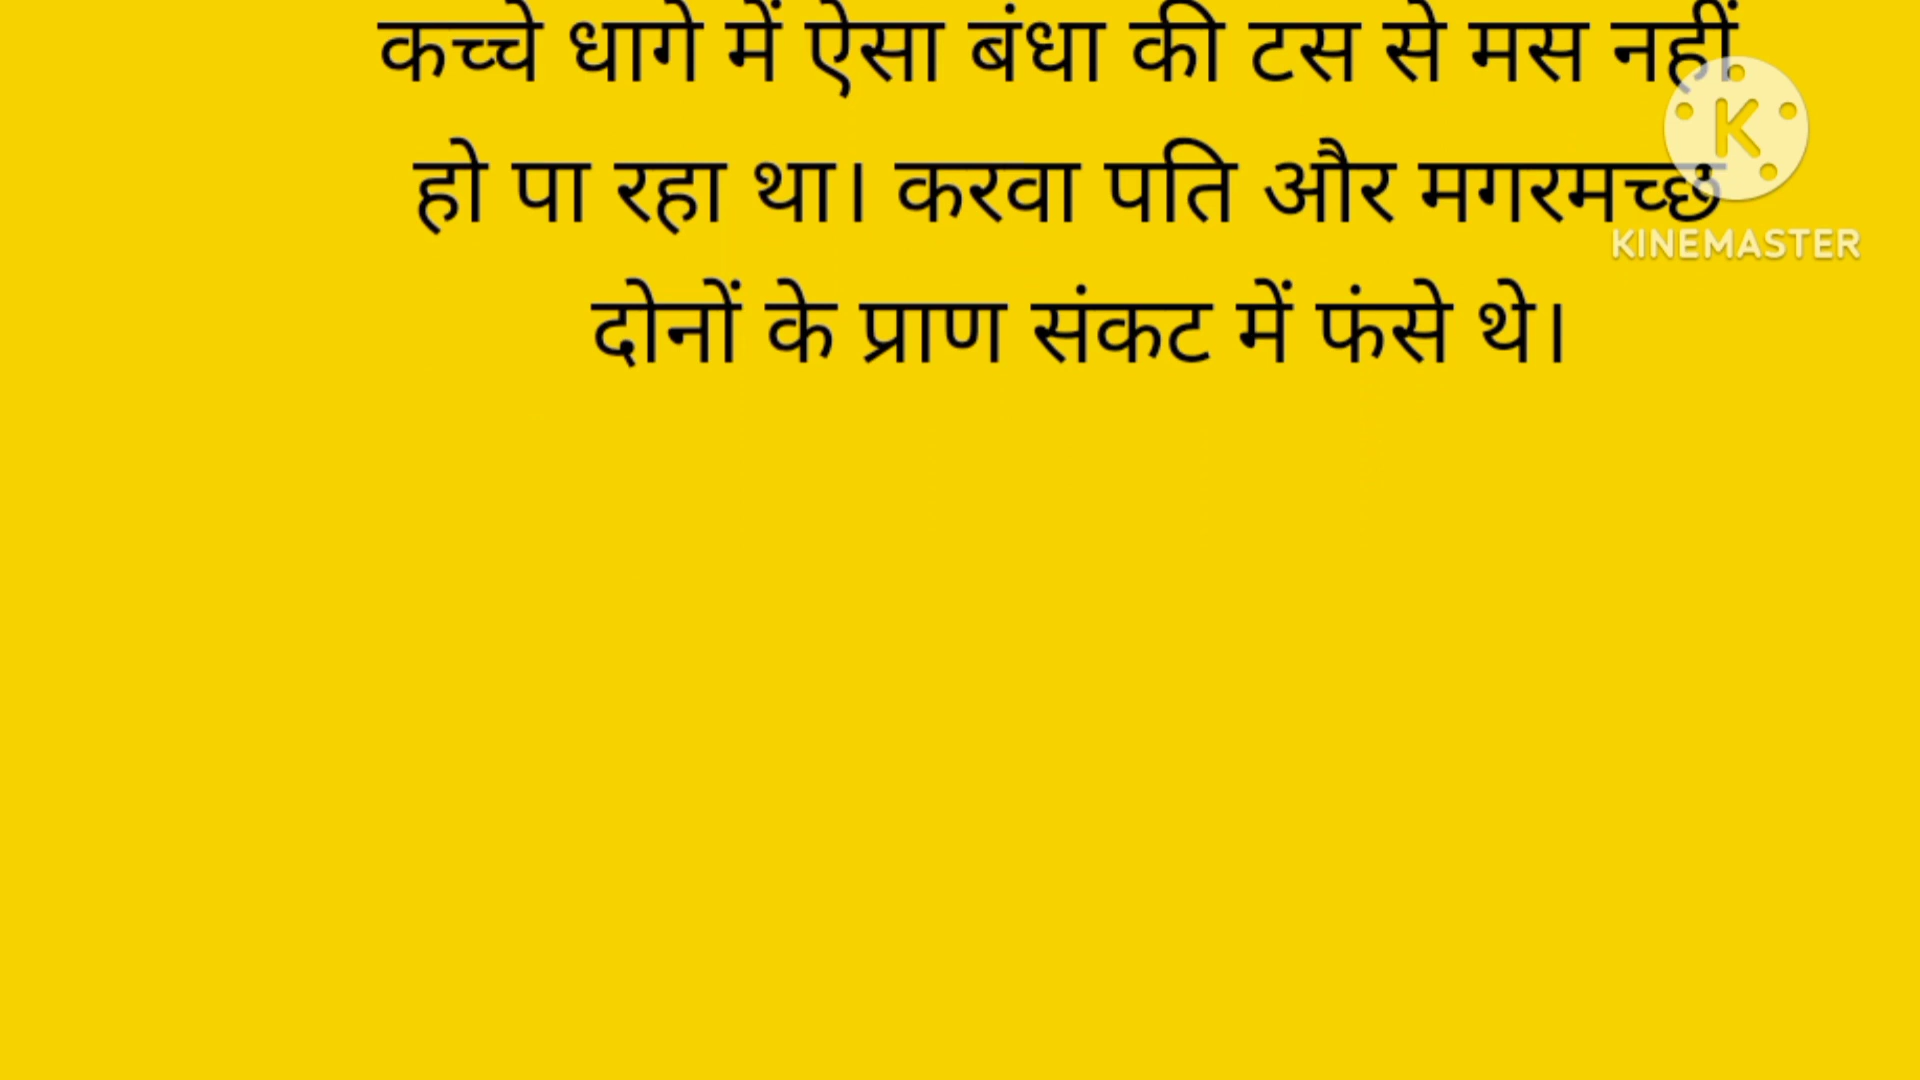 कच्चे धागे में ऐसा बंधा की टस से मस नहीं
हो पा रहा था। करवा पति और मगरमच्छ
दोनों के प्राण संकट में फंसे थे।
K
KINEMASTER